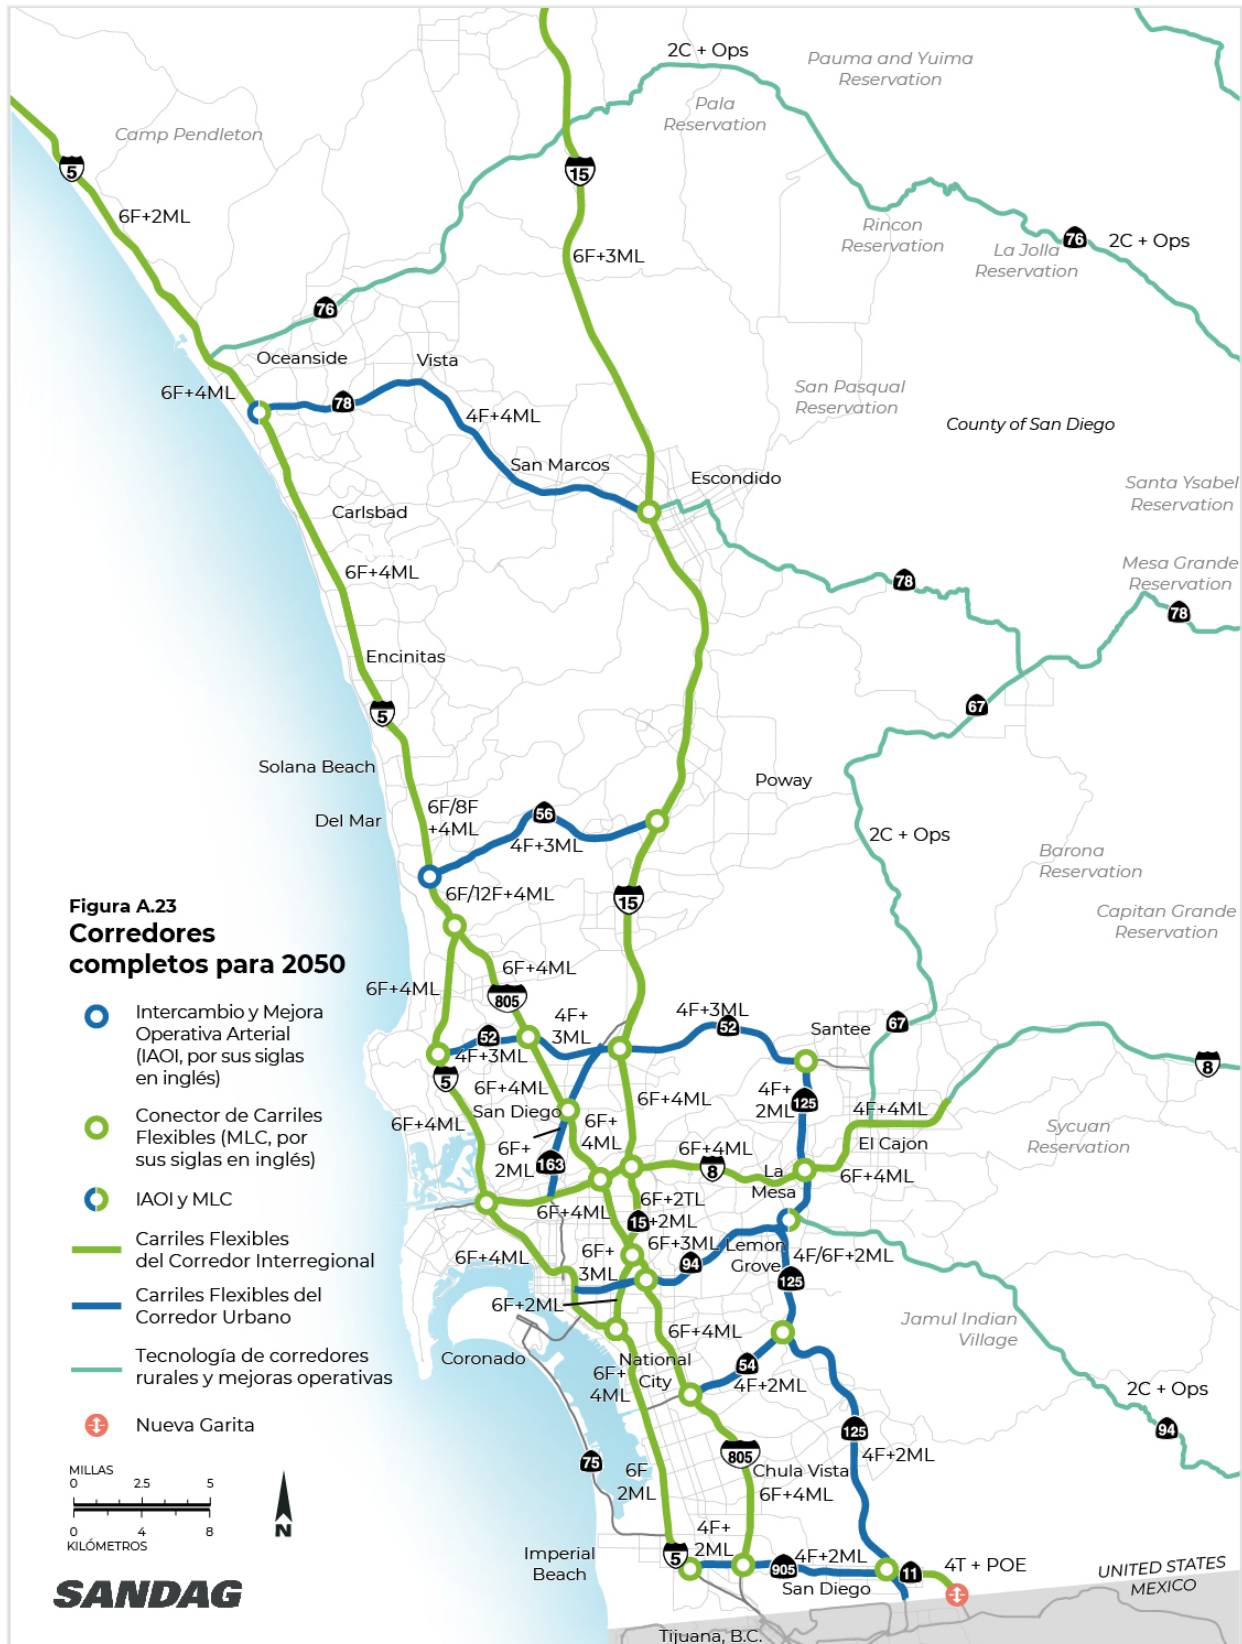 2C + Ops
Pauma and Yuima
Reservation
Pala
Reservation
Camp Pendleton
5
15
6F+2ML
Rincon
Reservation
76
2C + Ops
La Jolla
Reservation
6F+3ML
76
Oceanside
Vista
6F+4ML
78
4F+4ML
San Pasqual
Reservation
County of San Diego
San Marcos
Escondido
Santa Ysabel
Reservation
Carlsbad
6F+4ML
78
Mesa Grande
Reservation
78
Encinitas
5
67
Solana Beach
Poway
Del Mar
6F/8F
+4ML
56
4F+3ML
2C + Ops
Barona
Reservation
6F/12F+4ML
15
Capitan Grande
Reservation
Figura A.23
Corredores
completos para 2050
Intercambio y Mejora
Operativa Arterial
(IAOI, por sus siglas
en inglés)
Conector de Carriles
Flexibles (MLC, por
sus siglas en inglés)
IAOI y MLC
Carriles Flexibles
del Corredor Interregional
Carriles Flexibles del
Corredor Urbano
Tecnología de corredores
rurales y mejoras operativas
Nueva Garita
MILLAS
0 2.5 5
0 4 8
KILÓMETROS
N
SANDAG
6F+4ML
6F+4ML
805
4F+
3ML
4F+3ML
52
Santee
67
52
4F+3ML
5
6F+4ML
San Diego
6F+4ML
6F+4ML
4F+
2ML
125
4F+4ML
8
6F+
4ML
6F+
2ML
163
6F+4ML
8
El Cajon
Sycuan
Reservation
La
Mesa
6F+4ML
6F+4ML
6F+2TL
+2ML
15
6F+4ML
6F+
3ML
6F+3ML
94
Lemon
Grove
4F/6F+2ML
125
6F+2ML
Jamul Indian
Village
6F+4ML
Coronado
National
City
54
4F+2ML
6F+
4ML
2C + Ops
94
125
4F+2ML
75
805
Chula Vista
6F+4ML
6F
2ML
4F+
2ML
5
Imperial
Beach
905
4F+2ML
San Diego
11
4T + POE
UNITED STATES
MEXICO
Tijuana, B.C.